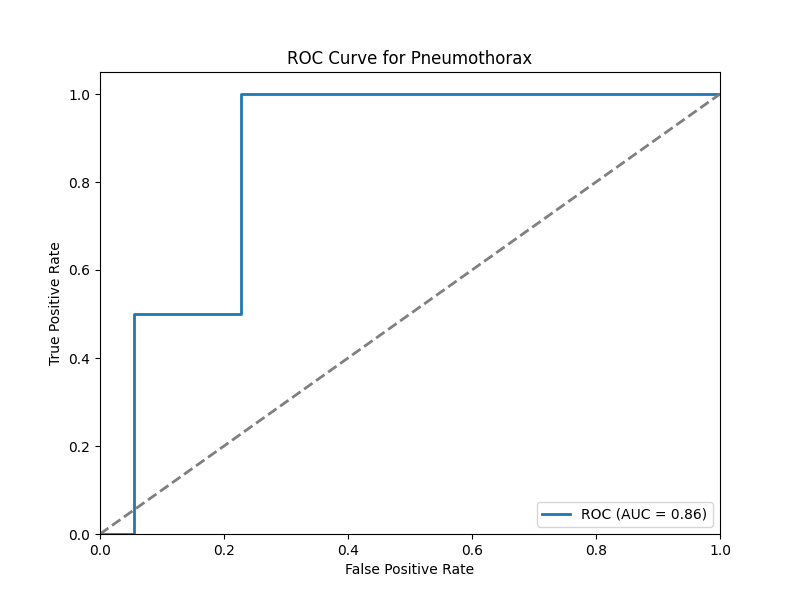 ROC Curve for Pneumothorax
True Positive Rate
1.0
0.8
0.6
0.4
0.2
0.0
0.0 0.2 0.4 0.6 0.8 1.0
False Positive Rate
ROC (AUC = 0.86)